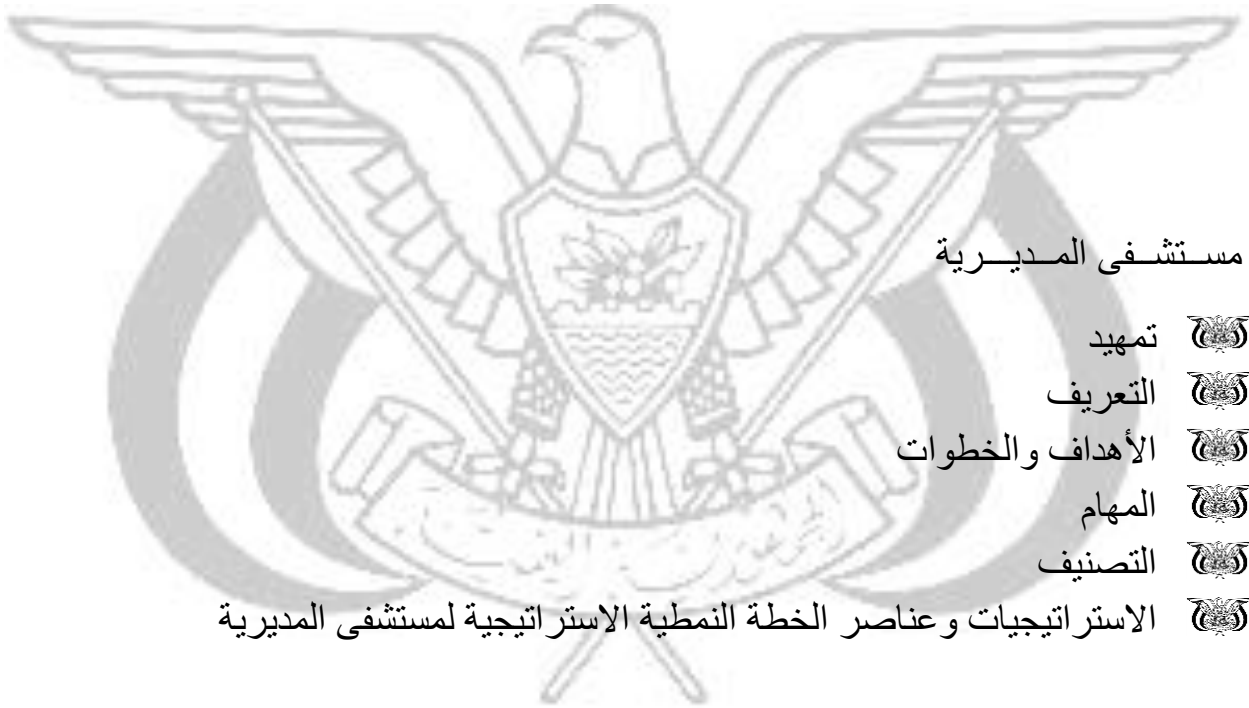 مستشفى المديرية
تمهيد
التعريف
الأهداف والخطوات
المهام
التصنيف
الاستراتيجيات وعناصر الخطة النمطية الاستراتيجية لمستشفى المديرية